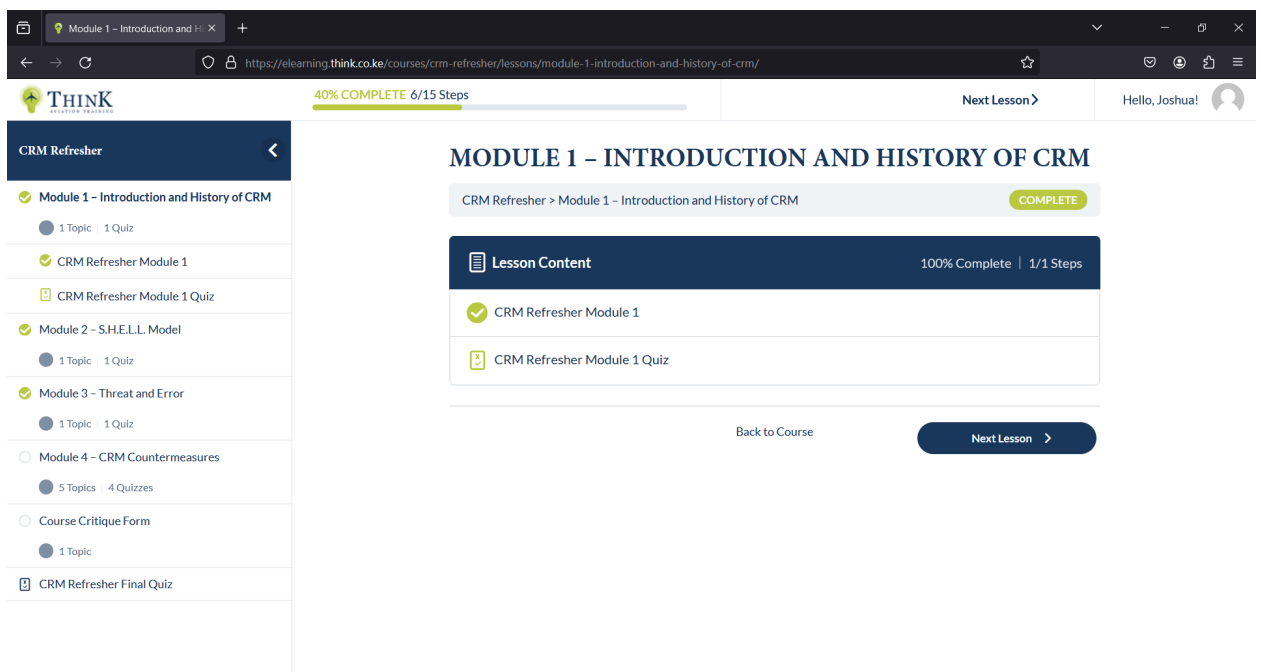 Module 1 – Introduction and Hi
https://elearning.think.co.ke/courses/crm-refresher/lessons/module-1-introduction-and-history-of-crm/
THINK
AVIATION TRAINING
40% COMPLETE 6/15 Steps
Next Lesson
Hello, Joshua!
CRM Refresher
Module 1 – Introduction and History of CRM
1 Topic | 1 Quiz
CRM Refresher Module 1
CRM Refresher Module 1 Quiz
Module 2 – S.H.E.L.L. Model
1 Topic | 1 Quiz
Module 3 – Threat and Error
1 Topic | 1 Quiz
Module 4 – CRM Countermeasures
5 Topics | 4 Quizzes
Course Critique Form
1 Topic
CRM Refresher Final Quiz
MODULE 1 – INTRODUCTION AND HISTORY OF CRM
CRM Refresher > Module 1 – Introduction and History of CRM
COMPLETE
Lesson Content
100% Complete | 1/1 Steps
CRM Refresher Module 1
CRM Refresher Module 1 Quiz
Back to Course
Next Lesson